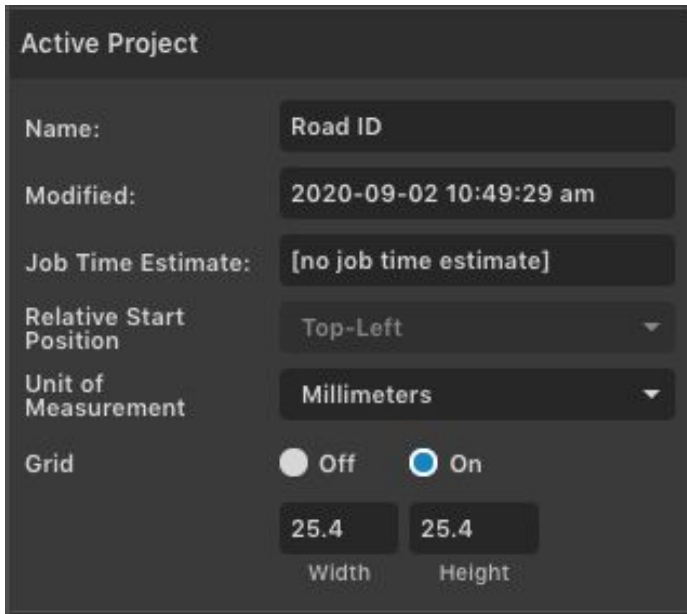 Active Project
Name: Road ID
Modified: 2020-09-02 10:49:29 am
Job Time Estimate: [no job time estimate]
Relative Start
Position
Top-Left
Unit of
Measurement
Millimeters
Grid Off On
25.4 25.4
Width Height